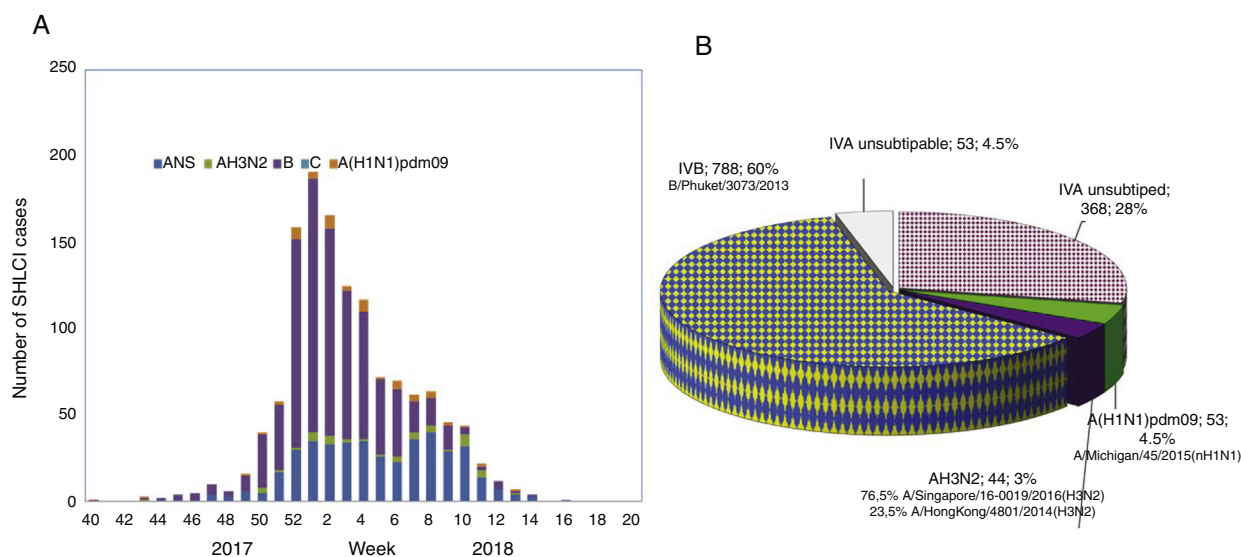 A
Number of SHLCI cases
250
200
150
100
50
0
ANS AH3N2 B C A(H1N1)pdm09
40 42 44 46 48 50 52 2 4 6 8 10 12 14 16 18 20
2017 Week 2018
B
IVA unsubtipable; 53; 4.5%
IVB; 788; 60%
B/Phuket/3073/2013
IVA unsubtiped;
368; 28%
A(H1N1)pdm09; 53;
4.5%
A/Michigan/45/2015(nH1N1)
AH3N2; 44; 3%
76,5% A/Singapore/16-0019/2016(H3N2)
23,5% A/HongKong/4801/2014(H3N2)